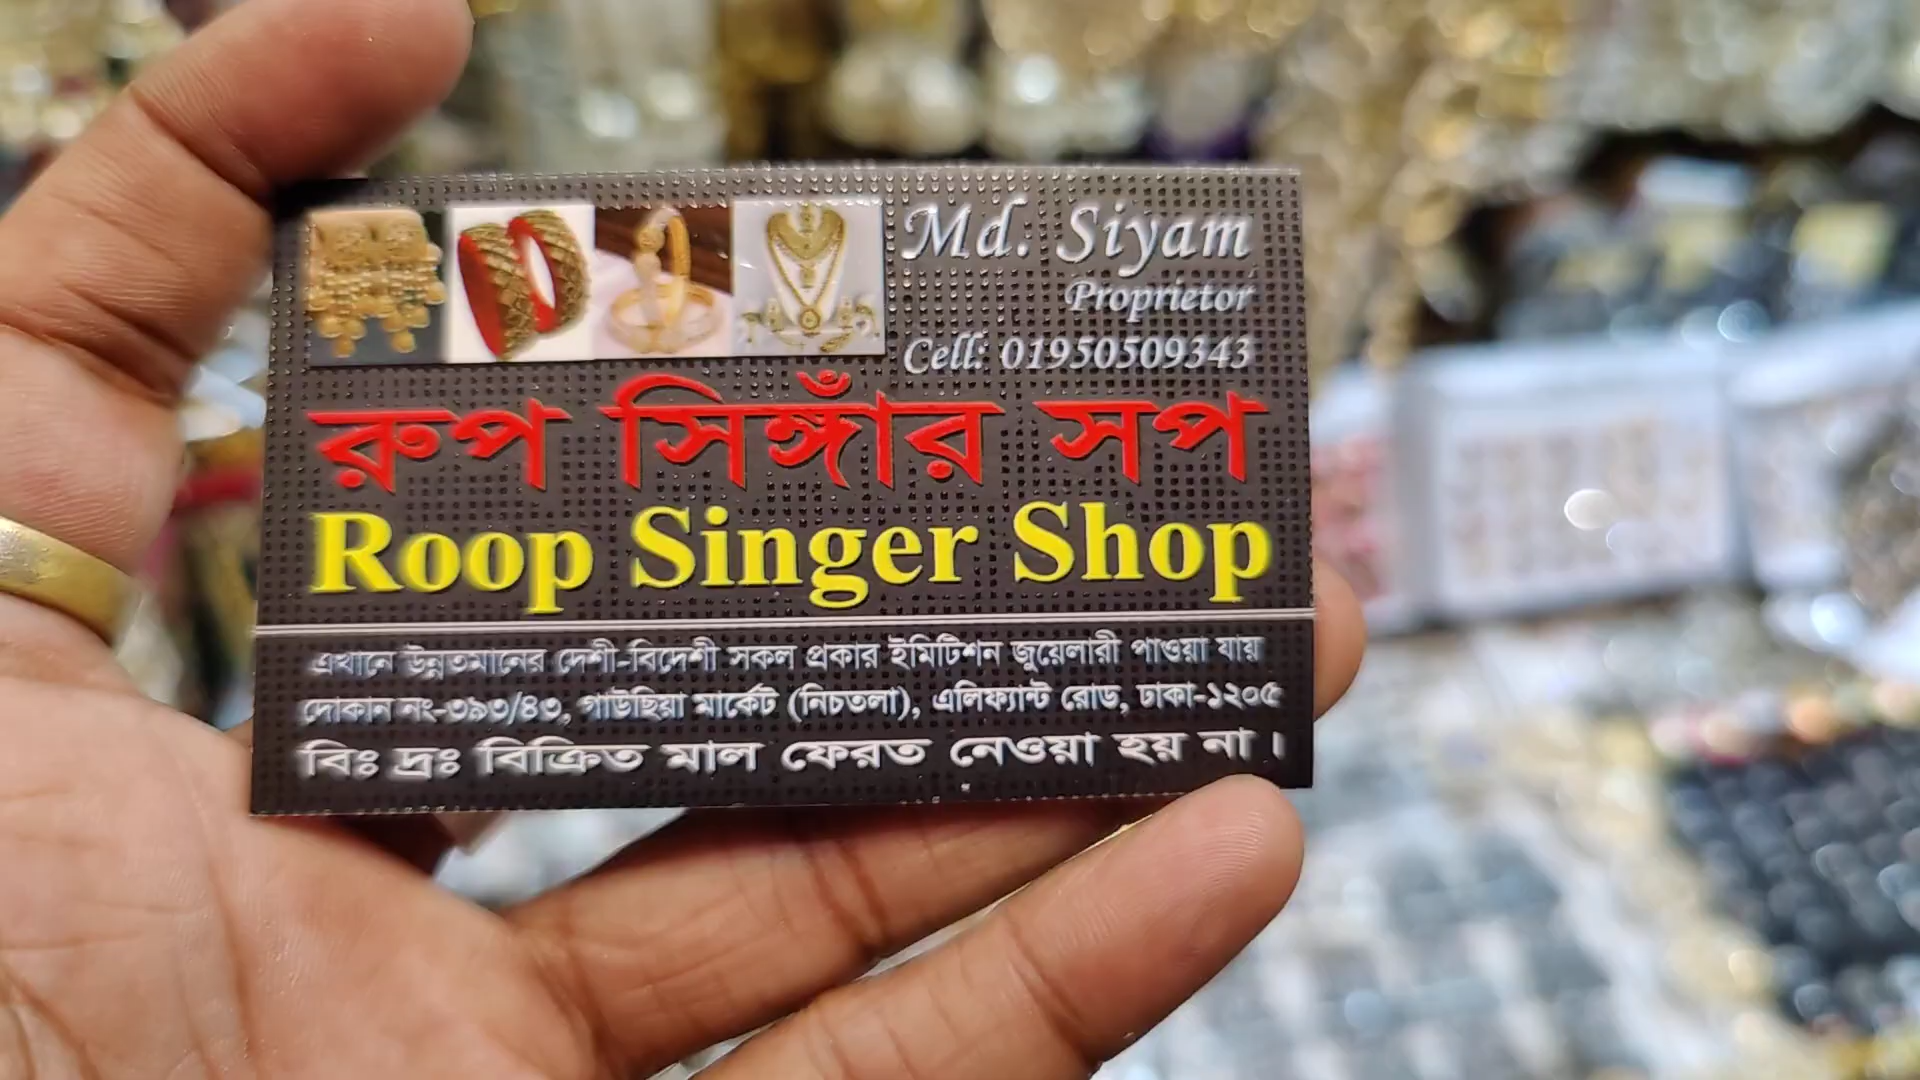 Md. Siyam
Proprietor
Cell: 01950509343
রুপ সিঙ্গাঁর সপ
Roop Singer Shop
এখানে উন্নতমানের দেশী-বিদেশী সকল প্রকার ইমিটিশন জুয়েলারী পাওয়া যায়
দোকান নং-৩৯৩/৪৩, গাউছিয়া মার্কেট (নিচতলা), এলিফ্যান্ট রোড, ঢাকা-১২০৫
বিঃ দ্রঃ বিক্রিত মাল ফেরত নেওয়া হয় না।